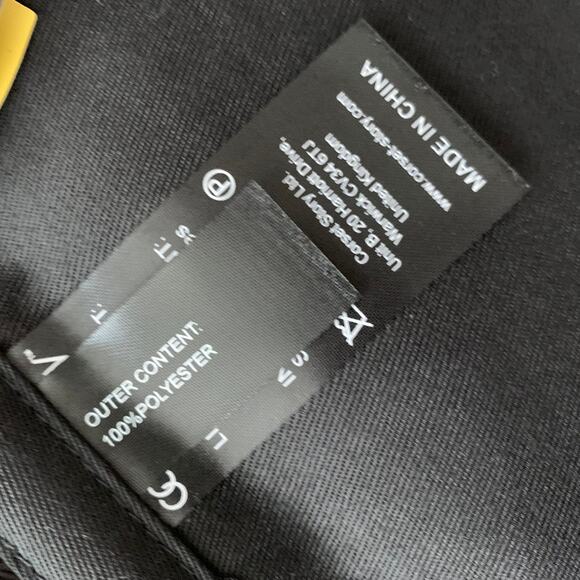 OUTER CONTENT:
100%POLYESTER
P
Corset Story Ltd.
Unit B, 20 Harriott Drive,
Warwick CV34 6TJ
United Kingdom
www.corset-story.com
MADE IN CHINA